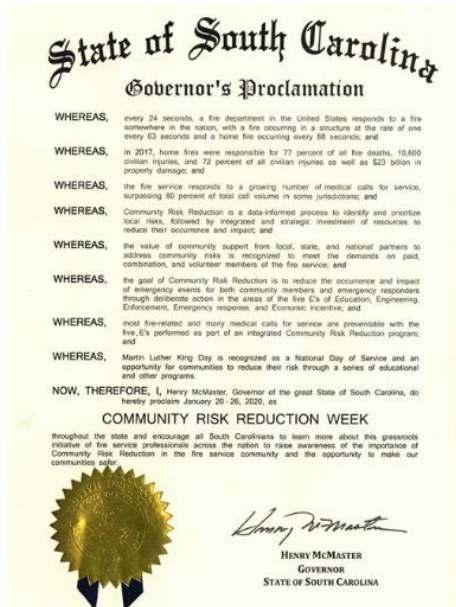 State of South Carolina
Governor's Proclamation
WHEREAS, every 24 seconds, a fire department in the United States responds to a fire
somewhere in the nation, with a fire occurring in a structure at the rate of one
every 63 seconds and a home fire occurring every 88 seconds; and
WHEREAS, in 2017, home fires were responsible for 77 percent of all fire deaths, 10,600
civilian injuries, and 72 percent of all civilian injuries as well as $23 billion in
property damage; and
WHEREAS, the fire service responds to a growing number of medical calls for service,
surpassing 80 percent of total call volume in some jurisdictions; and
WHEREAS, Community Risk Reduction is a data-informed process to identify and prioritize
local risks, followed by integrated and strategic investment of resources to
reduce their occurrence and impact; and
WHEREAS, the value of community support from local, state, and national partners to
address community risks is recognized to meet the demands on paid,
combination, and volunteer members of the fire service; and
WHEREAS, the goal of Community Risk Reduction is to reduce the occurrence and impact
of emergency events for both community members and emergency responders
through deliberate action in the areas of the five E's of Education, Engineering,
Enforcement, Emergency response, and Economic incentive; and
WHEREAS, most fire-related and many medical calls for service are preventable with the
five E's performed as part of an integrated Community Risk Reduction program;
and
WHEREAS, Martin Luther King Day is recognized as a National Day of Service and an
opportunity for communities to reduce their risk through a series of educational
and other programs.
NOW, THEREFORE, I, Henry McMaster, Governor of the great State of South Carolina, do
hereby proclaim January 20 - 26, 2020, as
COMMUNITY RISK REDUCTION WEEK
throughout the state and encourage all South Carolinians to learn more about this grassroots
initiative of fire service professionals across the nation to raise awareness of the importance of
Community Risk Reduction in the fire service community and the opportunity to make our
communities safer.
Henry McMaster
HENRY MCMASTER
GOVERNOR
STATE OF SOUTH CAROLINA